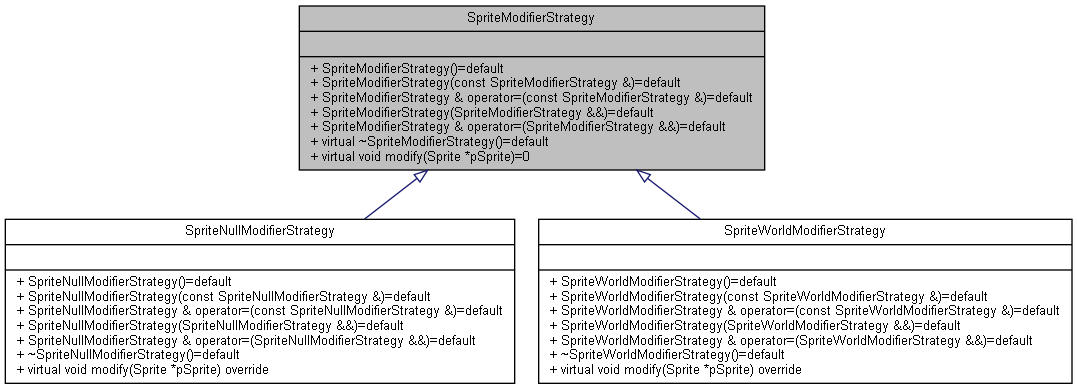 SpriteModifierStrategy
+ SpriteModifierStrategy()=default
+ SpriteModifierStrategy(const SpriteModifierStrategy &)=default
+ SpriteModifierStrategy & operator=(const SpriteModifierStrategy &)=default
+ SpriteModifierStrategy(SpriteModifierStrategy &&)=default
+ SpriteModifierStrategy & operator=(SpriteModifierStrategy &&)=default
+ virtual ~SpriteModifierStrategy()=default
+ virtual void modify(Sprite *pSprite)=0
SpriteNullModifierStrategy
+ SpriteNullModifierStrategy()=default
+ SpriteNullModifierStrategy(const SpriteNullModifierStrategy &)=default
+ SpriteNullModifierStrategy & operator=(const SpriteNullModifierStrategy &)=default
+ SpriteNullModifierStrategy(SpriteNullModifierStrategy &&)=default
+ SpriteNullModifierStrategy & operator=(SpriteNullModifierStrategy &&)=default
+ ~SpriteNullModifierStrategy()=default
+ virtual void modify(Sprite *pSprite) override
SpriteWorldModifierStrategy
+ SpriteWorldModifierStrategy()=default
+ SpriteWorldModifierStrategy(const SpriteWorldModifierStrategy &)=default
+ SpriteWorldModifierStrategy & operator=(const SpriteWorldModifierStrategy &)=default
+ SpriteWorldModifierStrategy(SpriteWorldModifierStrategy &&)=default
+ SpriteWorldModifierStrategy & operator=(SpriteWorldModifierStrategy &&)=default
+ ~SpriteWorldModifierStrategy()=default
+ virtual void modify(Sprite *pSprite) override